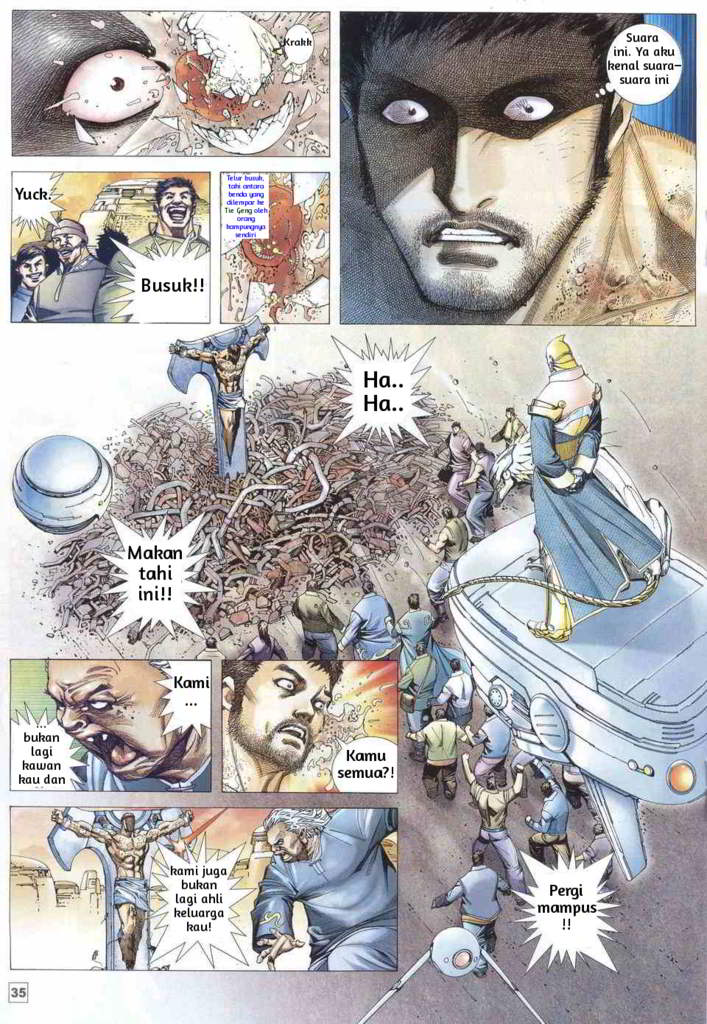 Krakk
Suara
ini. Ya aku
kenal suara-
suara ini
Yuck.
Busuk!!
Telur busuk,
tahi antara
benda yang
dilempar ke
Tie Geng oleh
orang
kampungnya
sendiri
Ha..
Ha..
Makan
tahi
ini!!
Kami
...
...
bukan
lagi
kawan
kau dan
Kamu
semua?!
kami juga
bukan
lagi ahli
keluarga
kau!
Pergi
mampus
!!
35